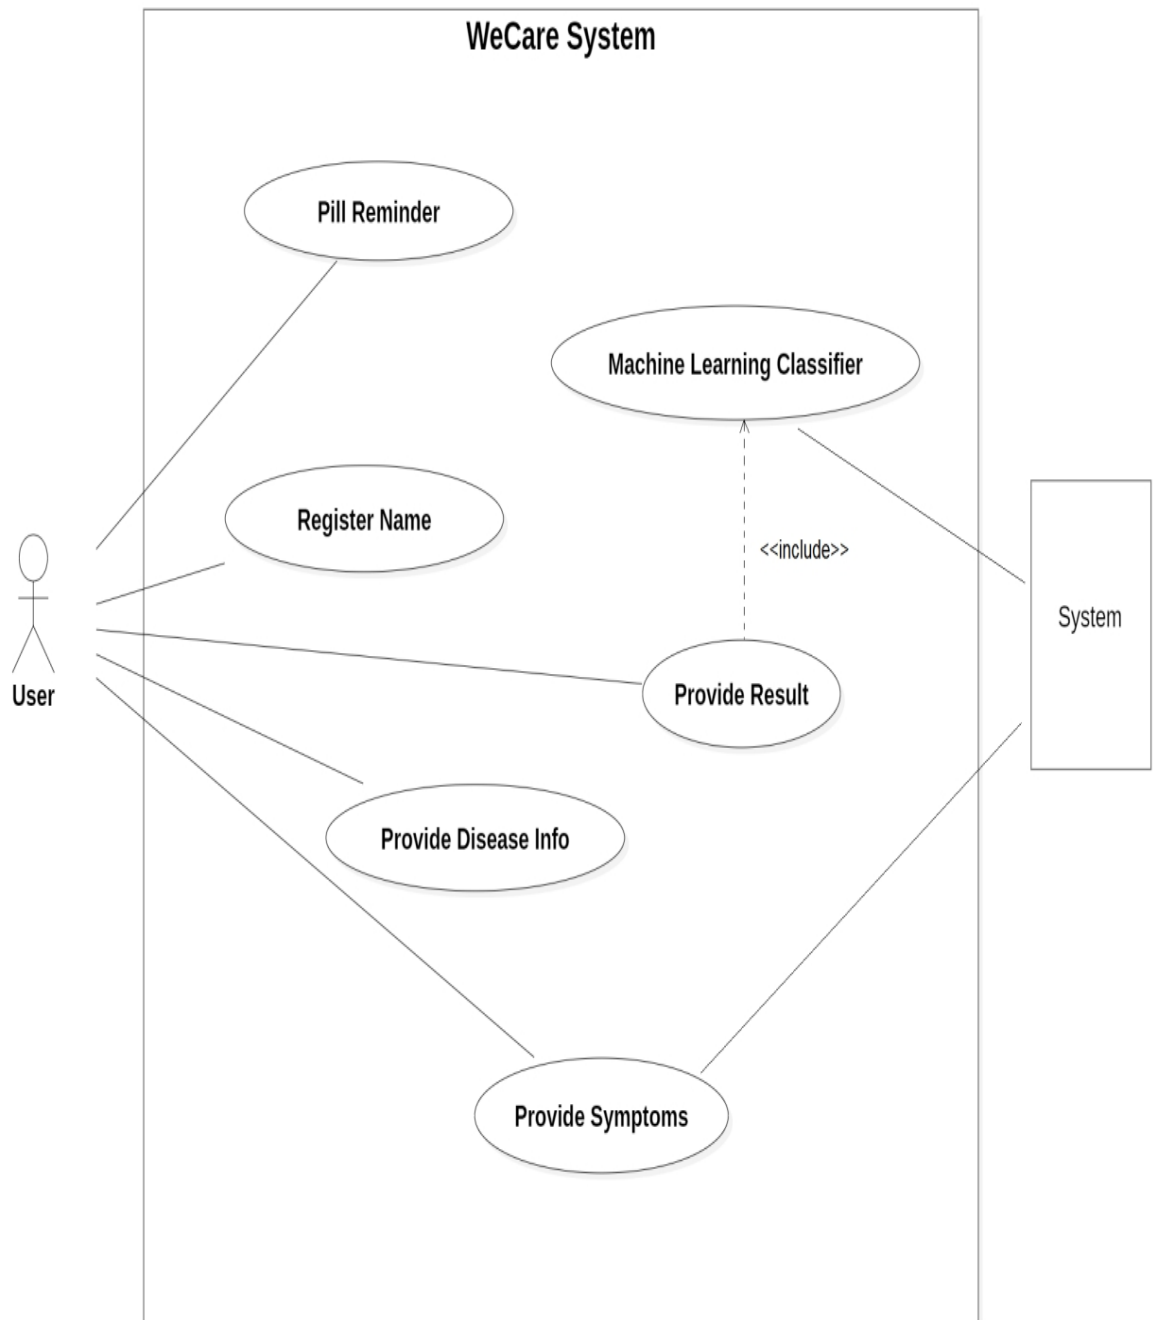 WeCare System
Pill Reminder
Machine Learning Classifier
Register Name
<<include>>
System
User
Provide Result
Provide Disease Info
Provide Symptoms